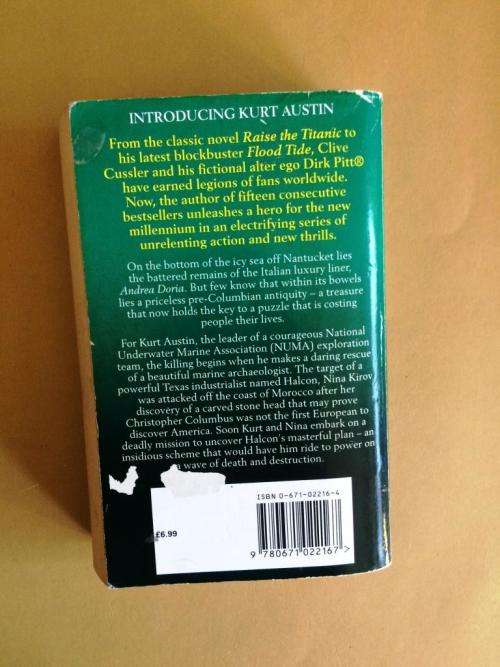 INTRODUCING KURT AUSTIN
From the classic novel Raise the Titanic to
his latest blockbuster Flood Tide, Clive
Cussler and his fictional alter ego Dirk Pitt®
have earned legions of fans worldwide.
Now, the author of fifteen consecutive
bestsellers unleashes a hero for the new
millennium in an electrifying series of
unrelenting action and new thrills.
On the bottom of the icy sea off Nantucket lies
the battered remains of the Italian luxury liner,
Andrea Doria. But few know that within its bowels
lies a priceless pre-Columbian antiquity – a treasure
that now holds the key to a puzzle that is costing
people their lives.
For Kurt Austin, the leader of a courageous National
Underwater Marine Association (NUMA) exploration
team, the killing begins when he makes a daring rescue
of a beautiful marine archaeologist. The target of a
powerful Texas industrialist named Halcon, Nina Kirov
was attacked off the coast of Morocco after her
discovery of a carved stone head that may prove
Christopher Columbus was not the first European to
discover America. Soon Kurt and Nina embark on a
deadly mission to uncover Halcon's masterful plan – an
insidious scheme that would have him ride to power on
a wave of death and destruction.
ISBN 0-671-02216-4
£6.99
9 780671 022167 >